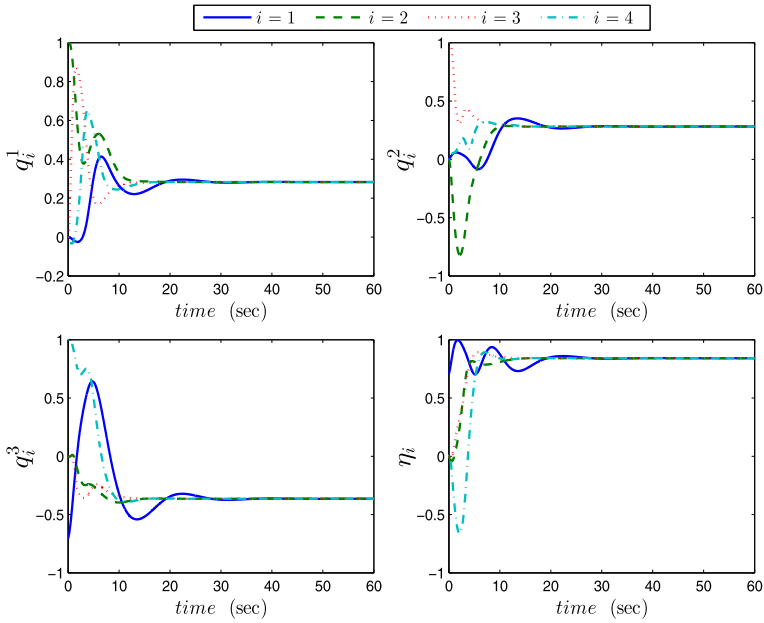 i = 1 i = 2 i = 3 i = 4
1 0.8 0.6 0.4 0.2 0 −0.2
q_i^1
0 10 20 30 40 50 60
time (sec)
1 0.5 0 −0.5 −1
q_i^2
0 10 20 30 40 50 60
time (sec)
1 0.5 0 −0.5 −1
q_i^3
0 10 20 30 40 50 60
time (sec)
1 0.5 0 −0.5 −1
η_i
0 10 20 30 40 50 60
time (sec)